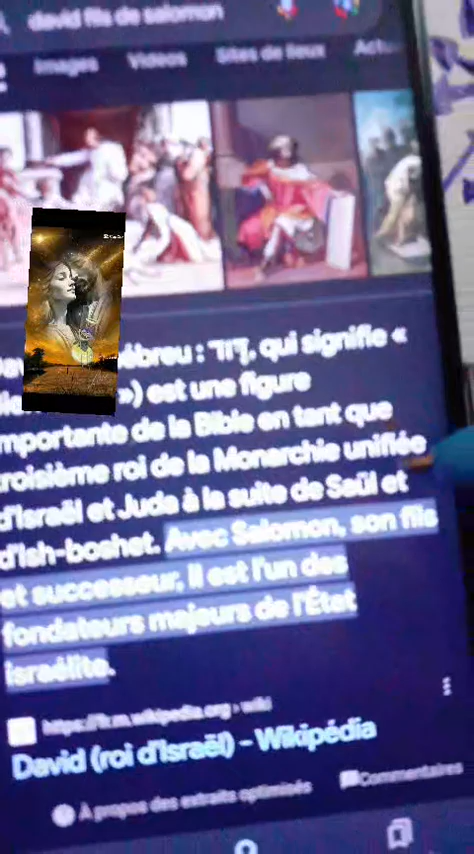 david fils de salomon
Images Vidéos Sites de lieux
ébreu : דָּוִד, qui signifie «
») est une figure
importante de la Bible en tant que
troisième roi de la Monarchie unifiée
d'Israël et Juda à la suite de Saül et
d'Ish-boshet. Avec Salomon, son fils
et successeur, il est l'un des
fondateurs majeurs de l'État
israélite.
https://fr.m.wikipedia.org › wiki
David (roi d'Israël) - Wikipédia
À propos des extraits optimisés
Commentaires